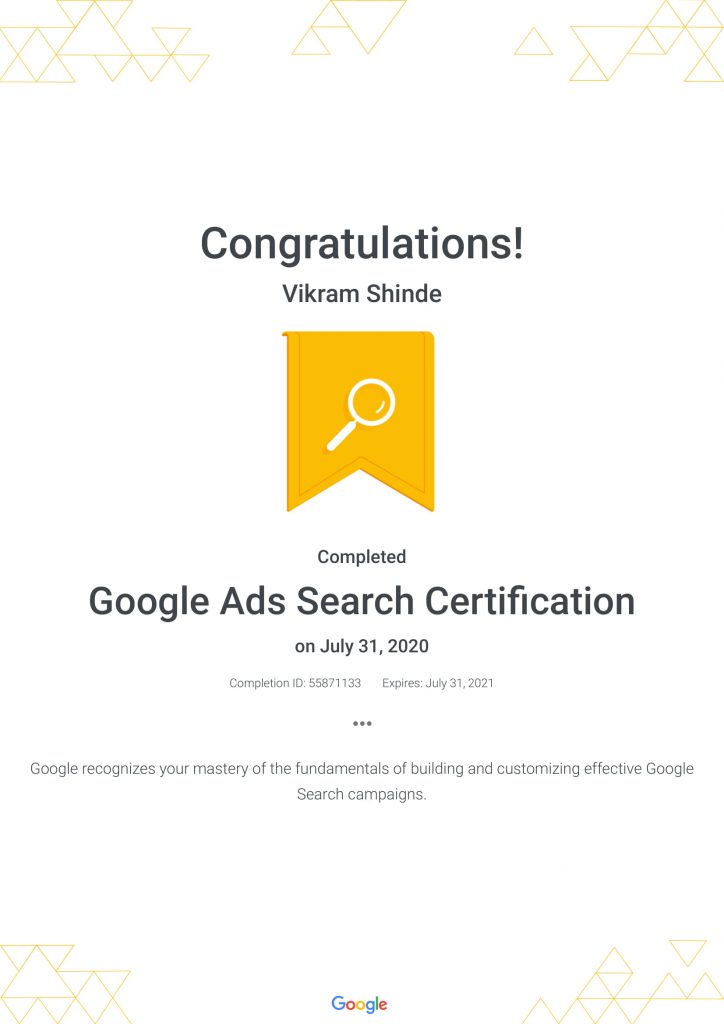 Congratulations!
Vikram Shinde
Completed
Google Ads Search Certification
on July 31, 2020
Completion ID: 55871133 Expires: July 31, 2021
•••
Google recognizes your mastery of the fundamentals of building and customizing effective Google
Search campaigns.
Google